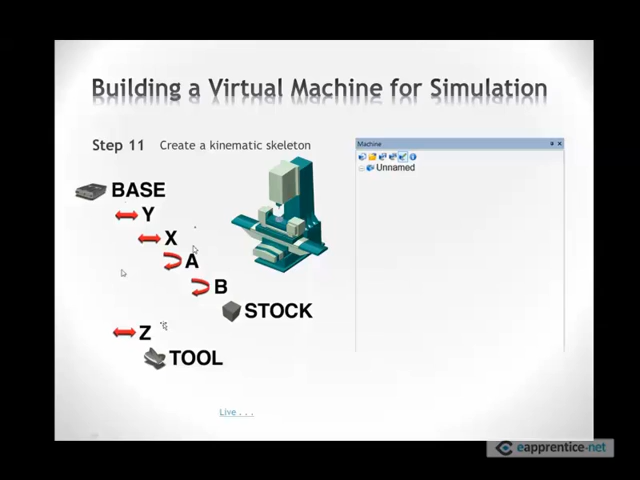 Building a Virtual Machine for Simulation
Step 11 Create a kinematic skeleton
Machine
Unnamed
BASE
Y
X
A
B
STOCK
Z
TOOL
Live . . .
eapprentice.net